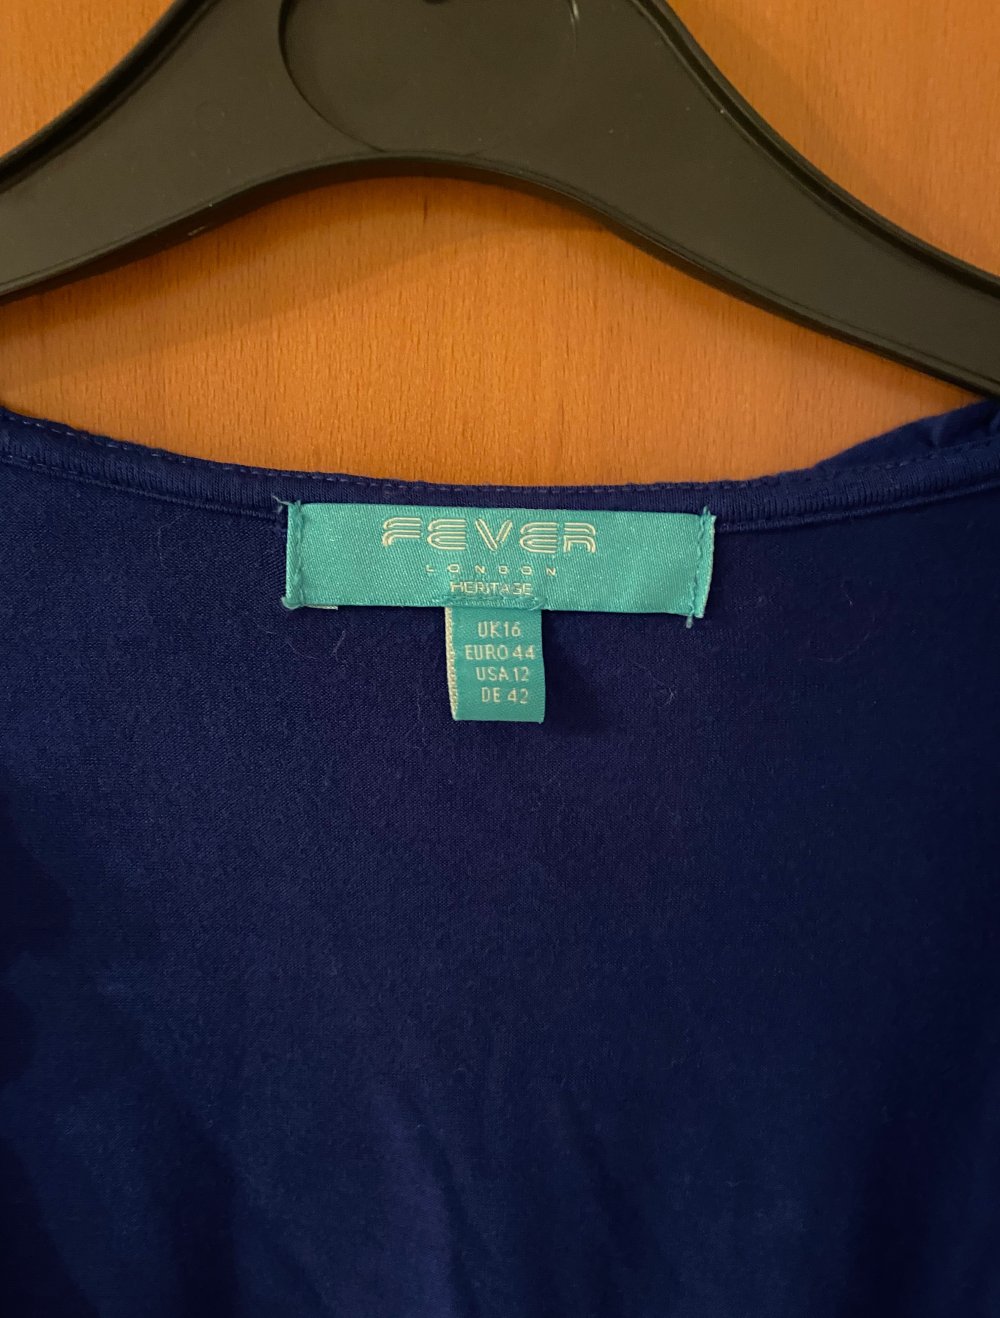 FEVER
LONDON
HERITAGE
UK16
EURO 44
USA 12
DE 42